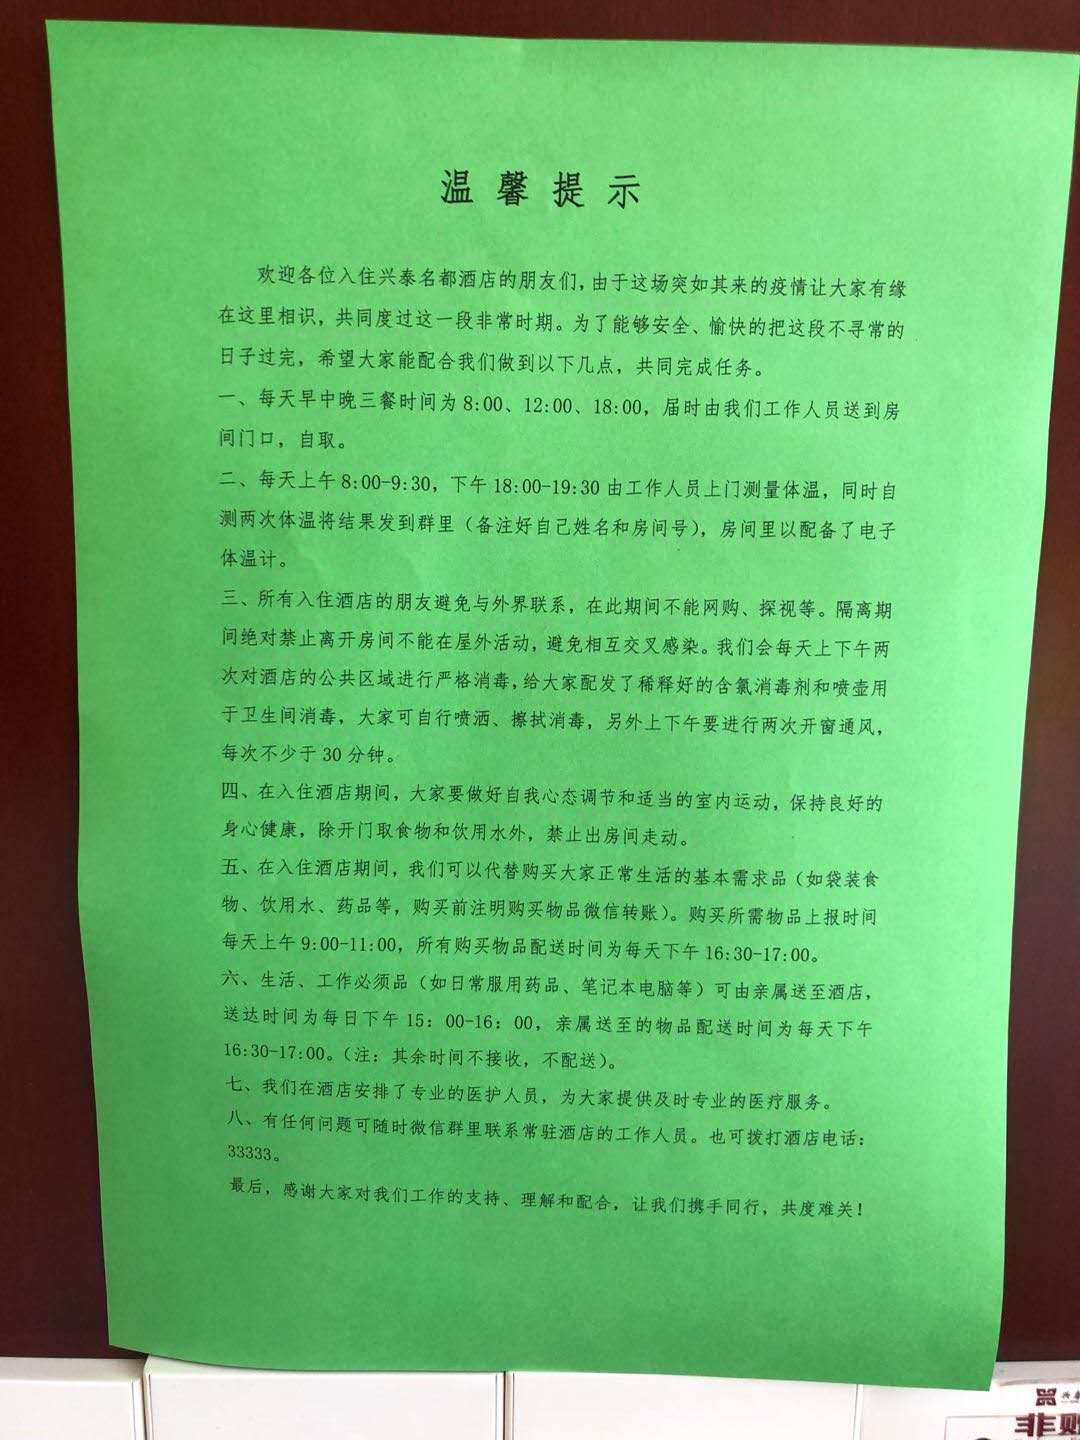 温馨提示
欢迎各位入住兴泰名都酒店的朋友们，由于这场突如其来的疫情让大家有缘
在这里相识，共同度过这一段非常时期。为了能够安全、愉快的把这段不寻常的
日子过完，希望大家能配合我们做到以下几点，共同完成任务。
一、每天早中晚三餐时间为 8:00、12:00、18:00，届时由我们工作人员送到房
间门口，自取。
二、每天上午 8:00-9:30，下午 18:00-19:30 由工作人员上门测量体温，同时自
测两次体温将结果发到群里（备注好自己姓名和房间号），房间里以配备了电子
体温计。
三、所有入住酒店的朋友避免与外界联系，在此期间不能网购、探视等。隔离期
间绝对禁止离开房间不能在屋外活动，避免相互交叉感染。我们会每天上下午两
次对酒店的公共区域进行严格消毒，给大家配发了稀释好的含氯消毒剂和喷壶用
于卫生间消毒，大家可自行喷洒、擦拭消毒，另外上下午要进行两次开窗通风，
每次不少于 30 分钟。
四、在入住酒店期间，大家要做好自我心态调节和适当的室内运动，保持良好的
身心健康，除开门取食物和饮用水外，禁止出房间走动。
五、在入住酒店期间，我们可以代替购买大家正常生活的基本需求品（如袋装食
物、饮用水、药品等，购买前注明购买物品微信转账）。购买所需物品上报时间
每天上午 9:00-11:00，所有购买物品配送时间为每天下午 16:30-17:00。
六、生活、工作必须品（如日常服用药品、笔记本电脑等）可由亲属送至酒店，
送达时间为每日下午 15：00-16：00，亲属送至的物品配送时间为每天下午
16:30-17:00。（注：其余时间不接收，不配送）。
七、我们在酒店安排了专业的医护人员，为大家提供及时专业的医疗服务。
八、有任何问题可随时微信群里联系常驻酒店的工作人员。也可拨打酒店电话：
33333。
最后，感谢大家对我们工作的支持、理解和配合，让我们携手同行，共度难关！
非